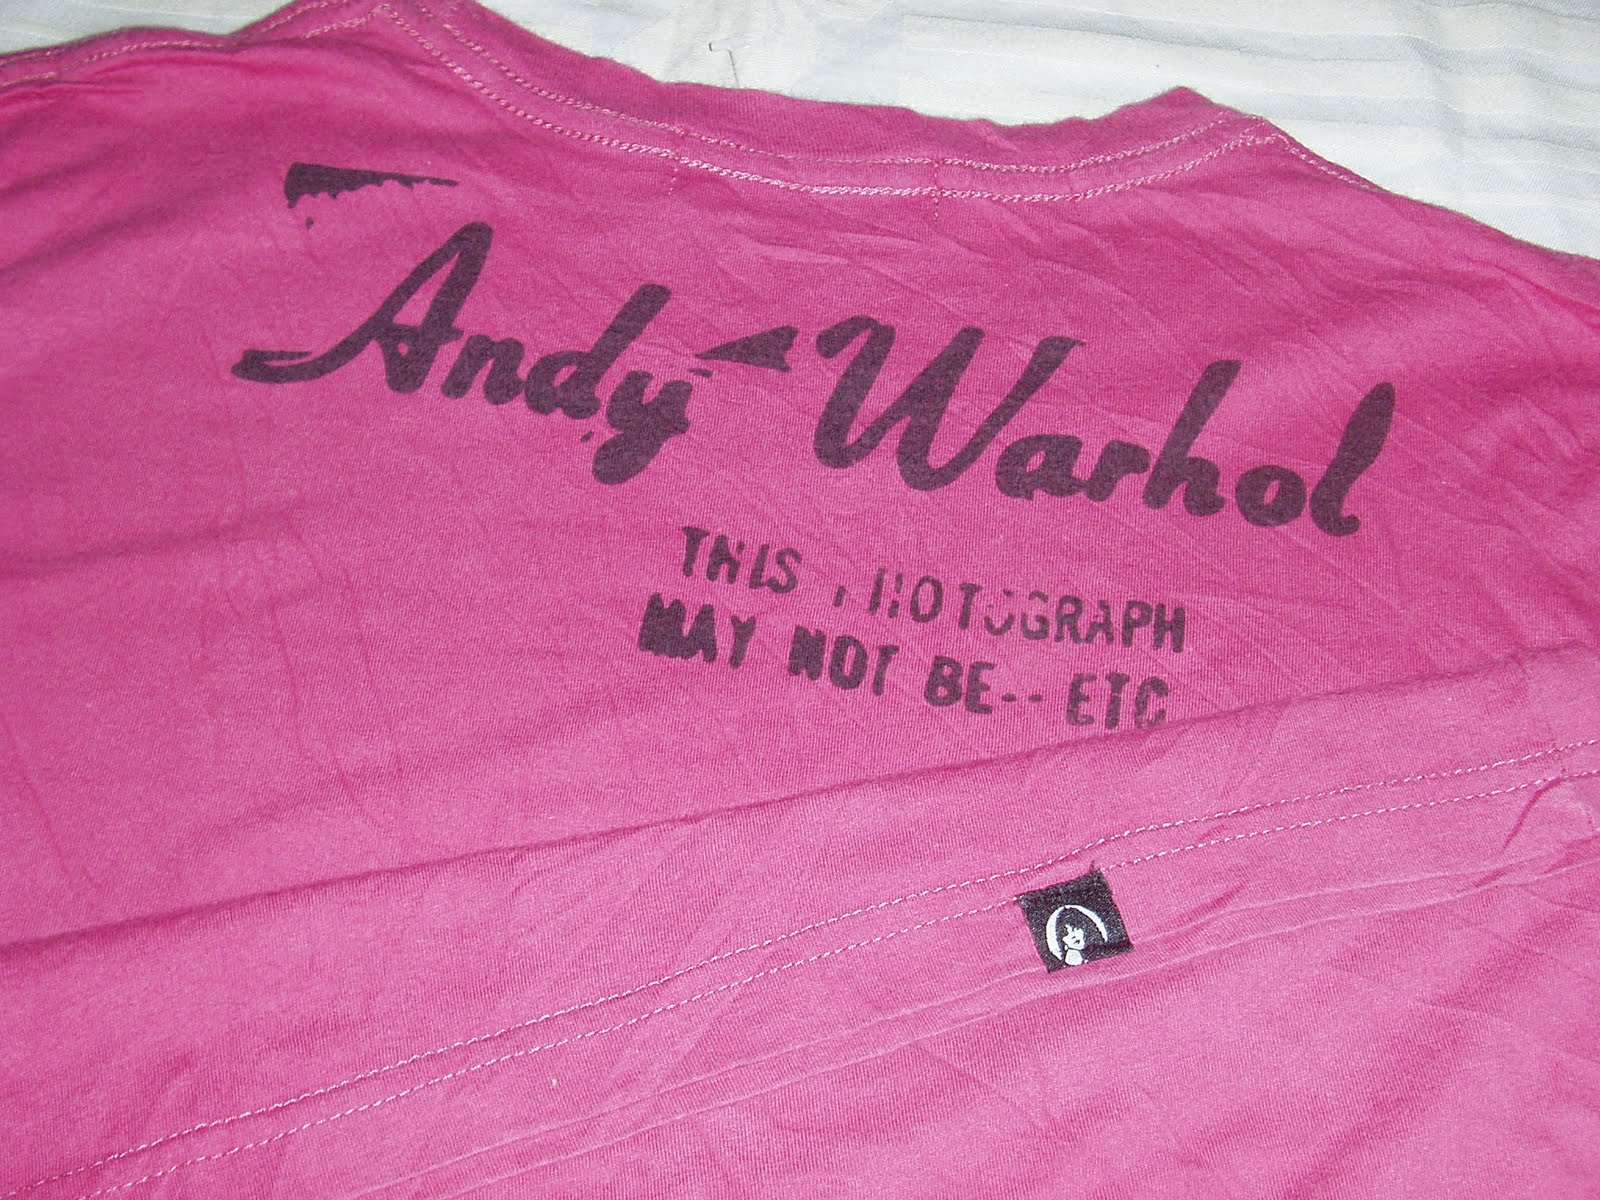 Andy Warhol
THIS PHOTOGRAPH
MAY NOT BE-- ETC